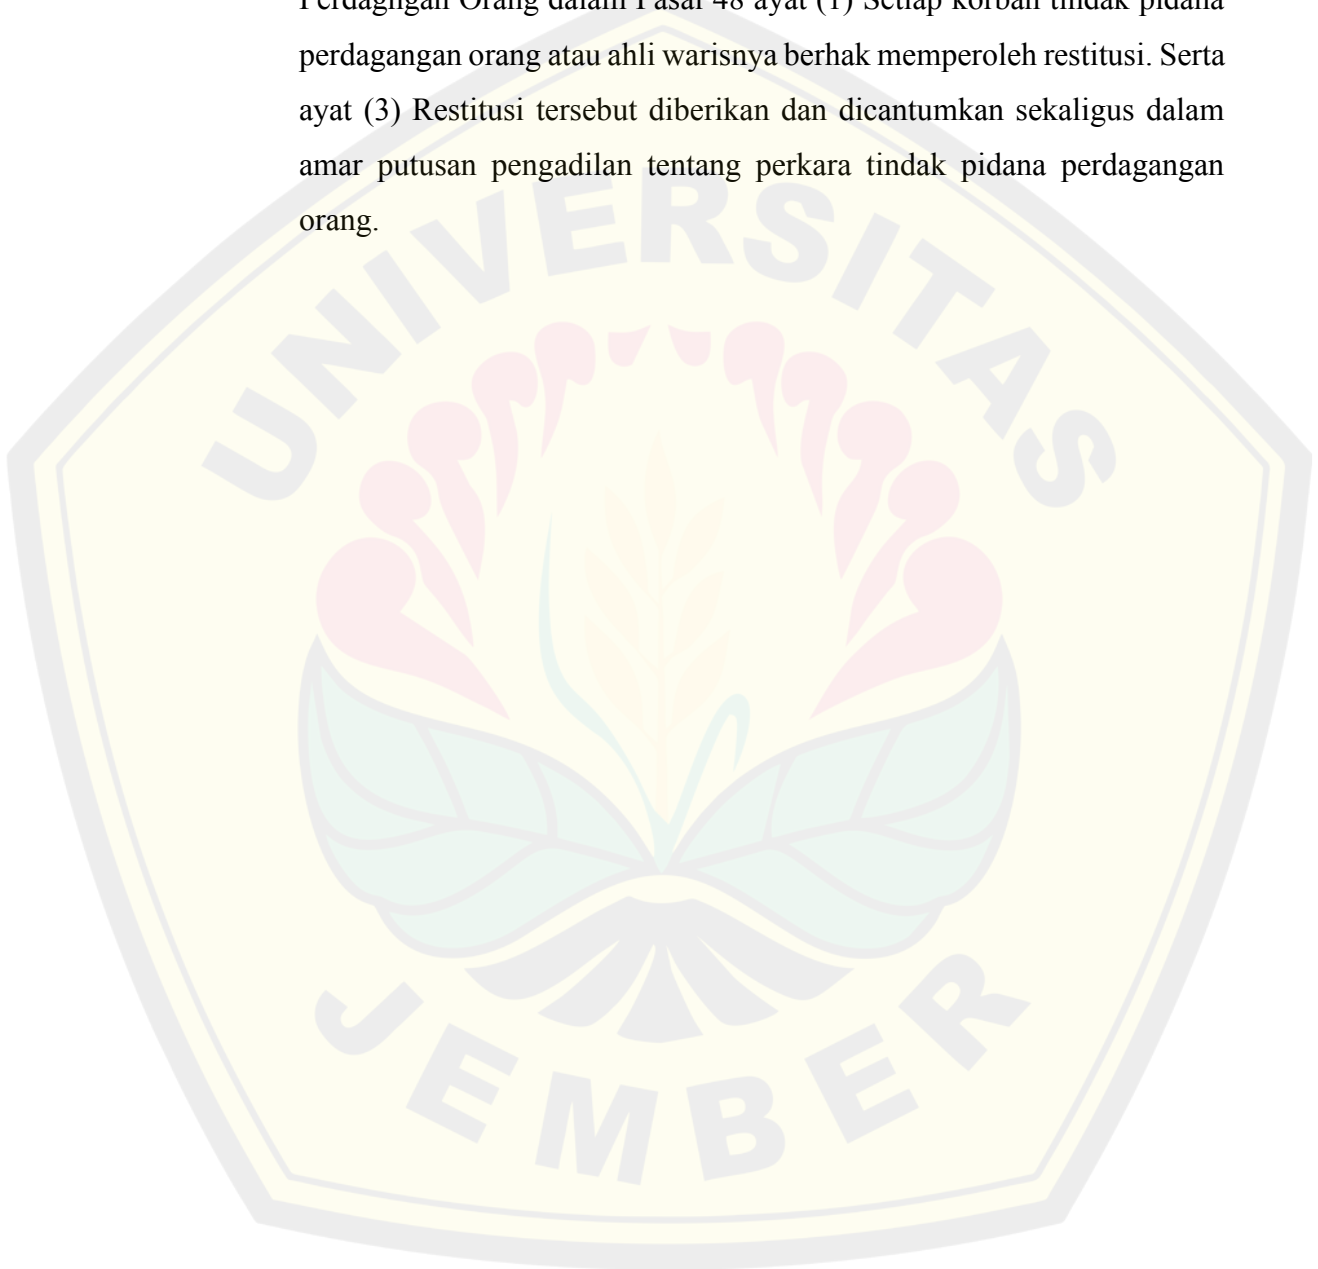 Perdagngan Orang dalam Pasal 48 ayat (1) Setiap korban tindak pidana
perdagangan orang atau ahli warisnya berhak memperoleh restitusi. Serta
ayat (3) Restitusi tersebut diberikan dan dicantumkan sekaligus dalam
amar putusan pengadilan tentang perkara tindak pidana perdagangan
orang.
UNIVERSITAS
JEMBER